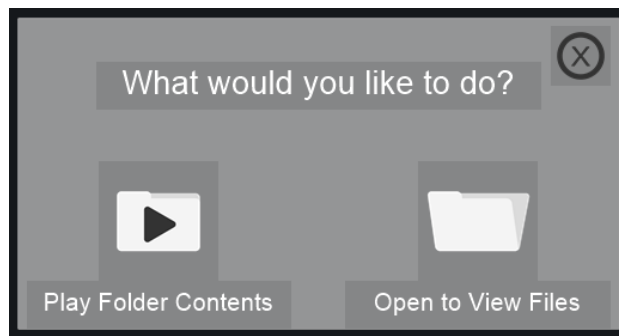 What would you like to do?
X
Play Folder Contents
Open to View Files